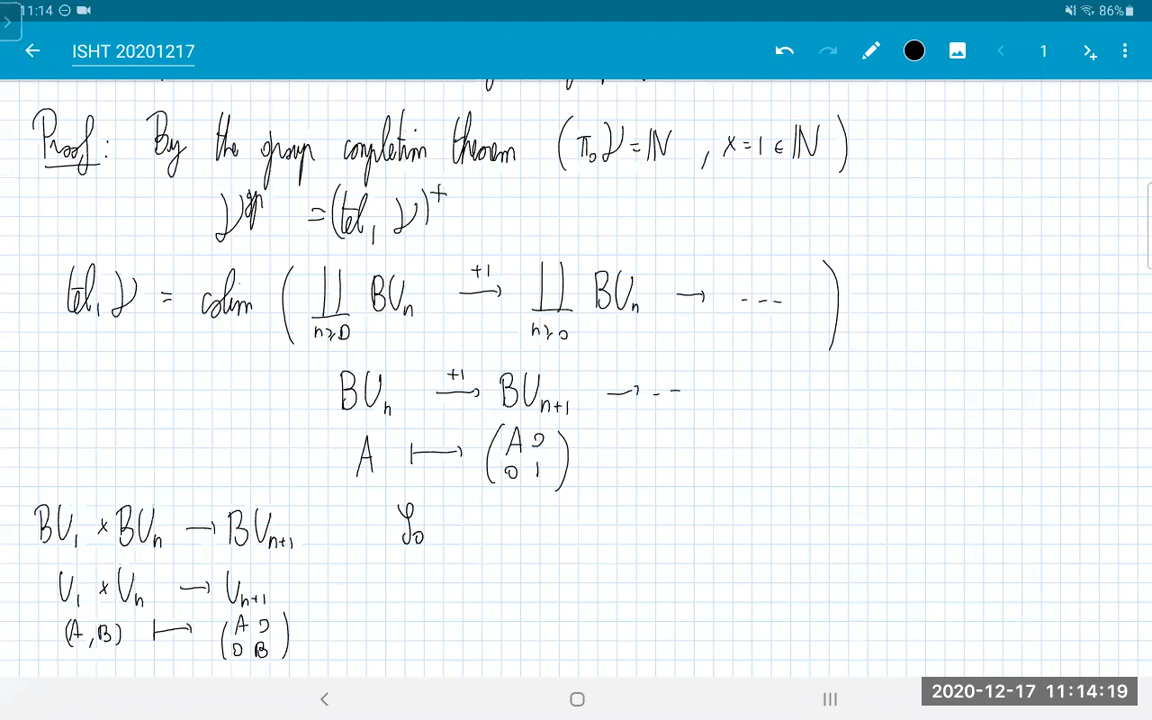 11:14
86%
ISHT 20201217
1
Proof: By the group completion theorem (π₀𝒱 = ℕ, x = 1 ∈ ℕ)
𝒱^gp = (tel₁ 𝒱)⁺
tel₁ 𝒱 = colim ( ∐_{n≥0} BU_n →^{+1} ∐_{n≥0} BU_n → ... )
BU_n →^{+1} BU_{n+1} → ...
A ↦ (A 0
0 1)
BU₁ × BU_n → BU_{n+1} So
U₁ × U_n → U_{n+1}
(A, B) ↦ (A 0
0 B)
2020-12-17 11:14:19